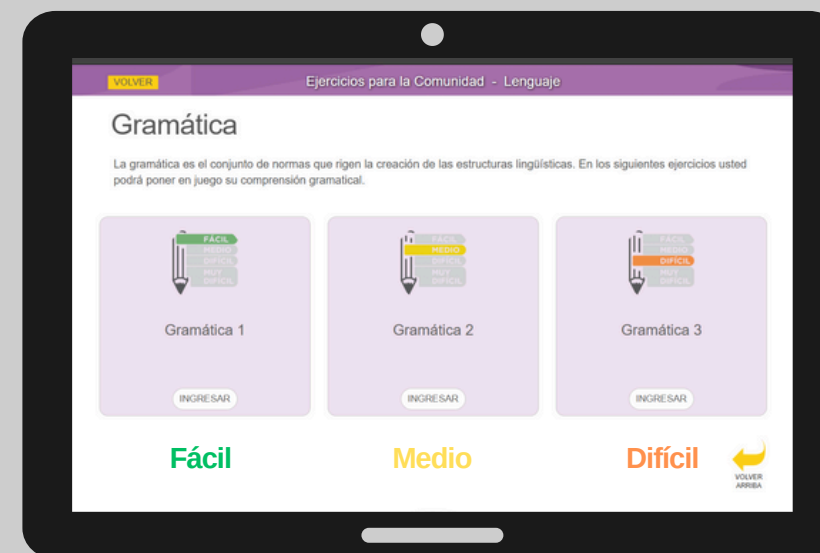 VOLVER
Ejercicios para la Comunidad - Lenguaje
Gramática
La gramática es el conjunto de normas que rigen la creación de las estructuras lingüísticas. En los siguientes ejercicios usted
podrá poner en juego su comprensión gramatical.
FÁCIL
MEDIO
DIFÍCIL
MUY
DIFÍCIL
Gramática 1
INGRESAR
FÁCIL
MEDIO
DIFÍCIL
MUY
DIFÍCIL
Gramática 2
INGRESAR
FÁCIL
MEDIO
DIFÍCIL
MUY
DIFÍCIL
Gramática 3
INGRESAR
Fácil
Medio
Difícil
VOLVER
ARRIBA